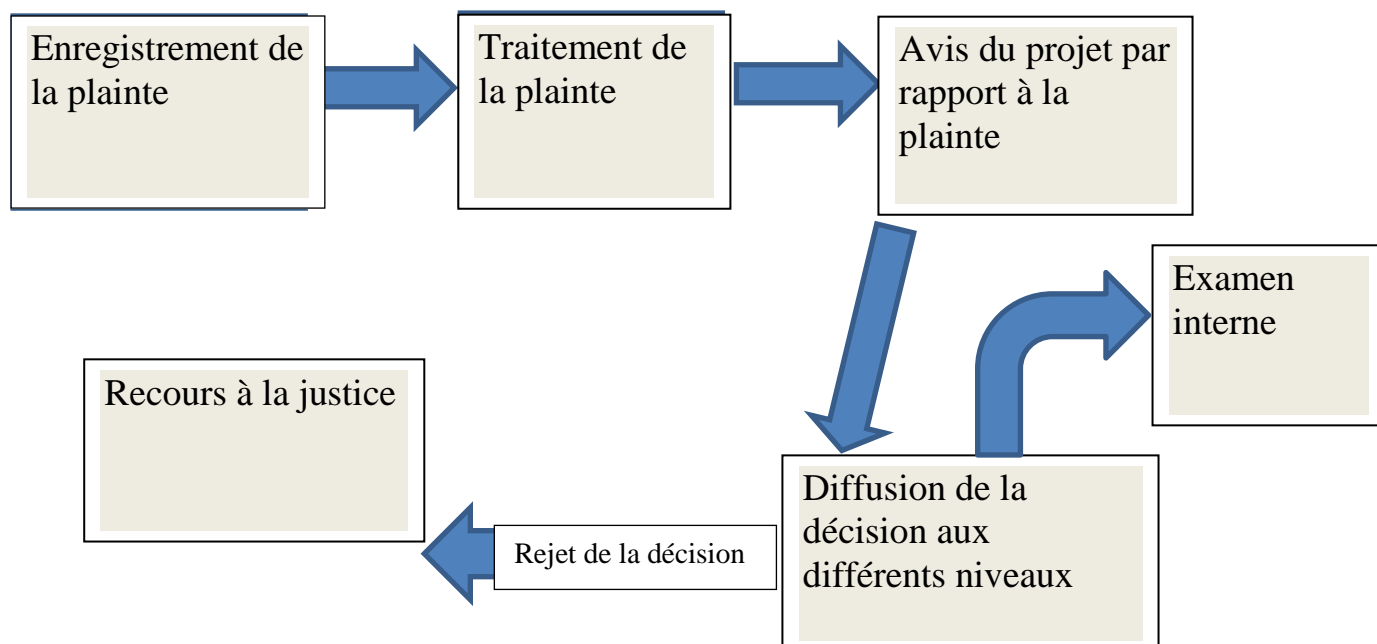 Enregistrement de
la plainte
Traitement de
la plainte
Avis du projet par
rapport à la
plainte
Examen
interne
Recours à la justice
Rejet de la décision
Diffusion de la
décision aux
différents niveaux